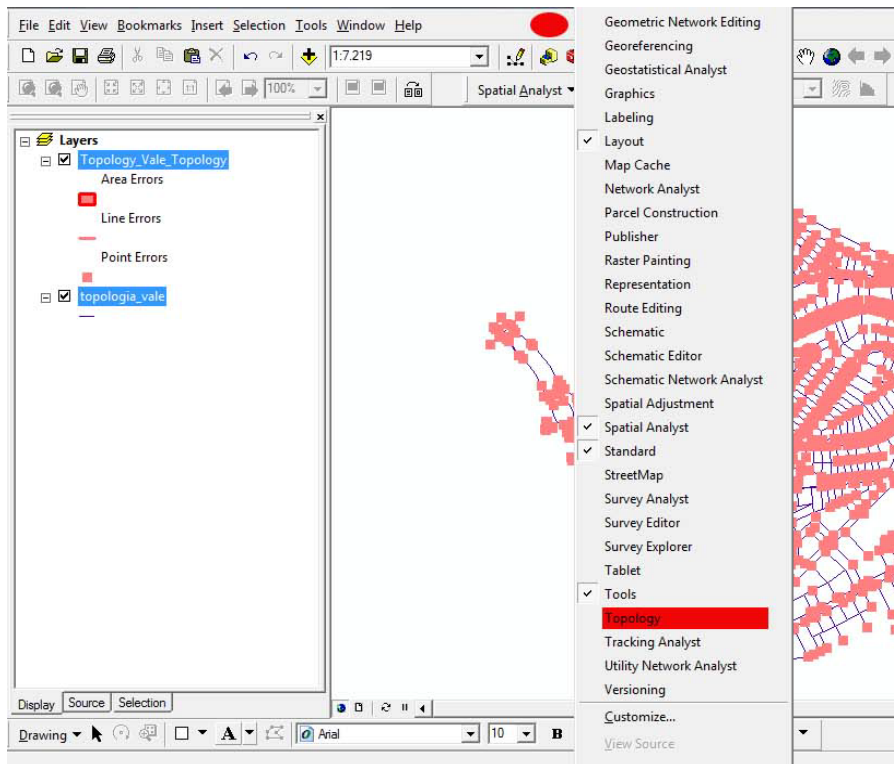 File Edit View Bookmarks Insert Selection Tools Window Help
1:7.219
100%
Spatial Analyst
Layers
Topology_Vale_Topology
Area Errors
Line Errors
Point Errors
topologia_vale
Display Source Selection
Drawing A Arial 10 B
Geometric Network Editing
Georeferencing
Geostatistical Analyst
Graphics
Labeling
Layout
Map Cache
Network Analyst
Parcel Construction
Publisher
Raster Painting
Representation
Route Editing
Schematic
Schematic Editor
Schematic Network Analyst
Spatial Adjustment
Spatial Analyst
Standard
StreetMap
Survey Analyst
Survey Editor
Survey Explorer
Tablet
Tools
Topology
Tracking Analyst
Utility Network Analyst
Versioning
Customize...
View Source